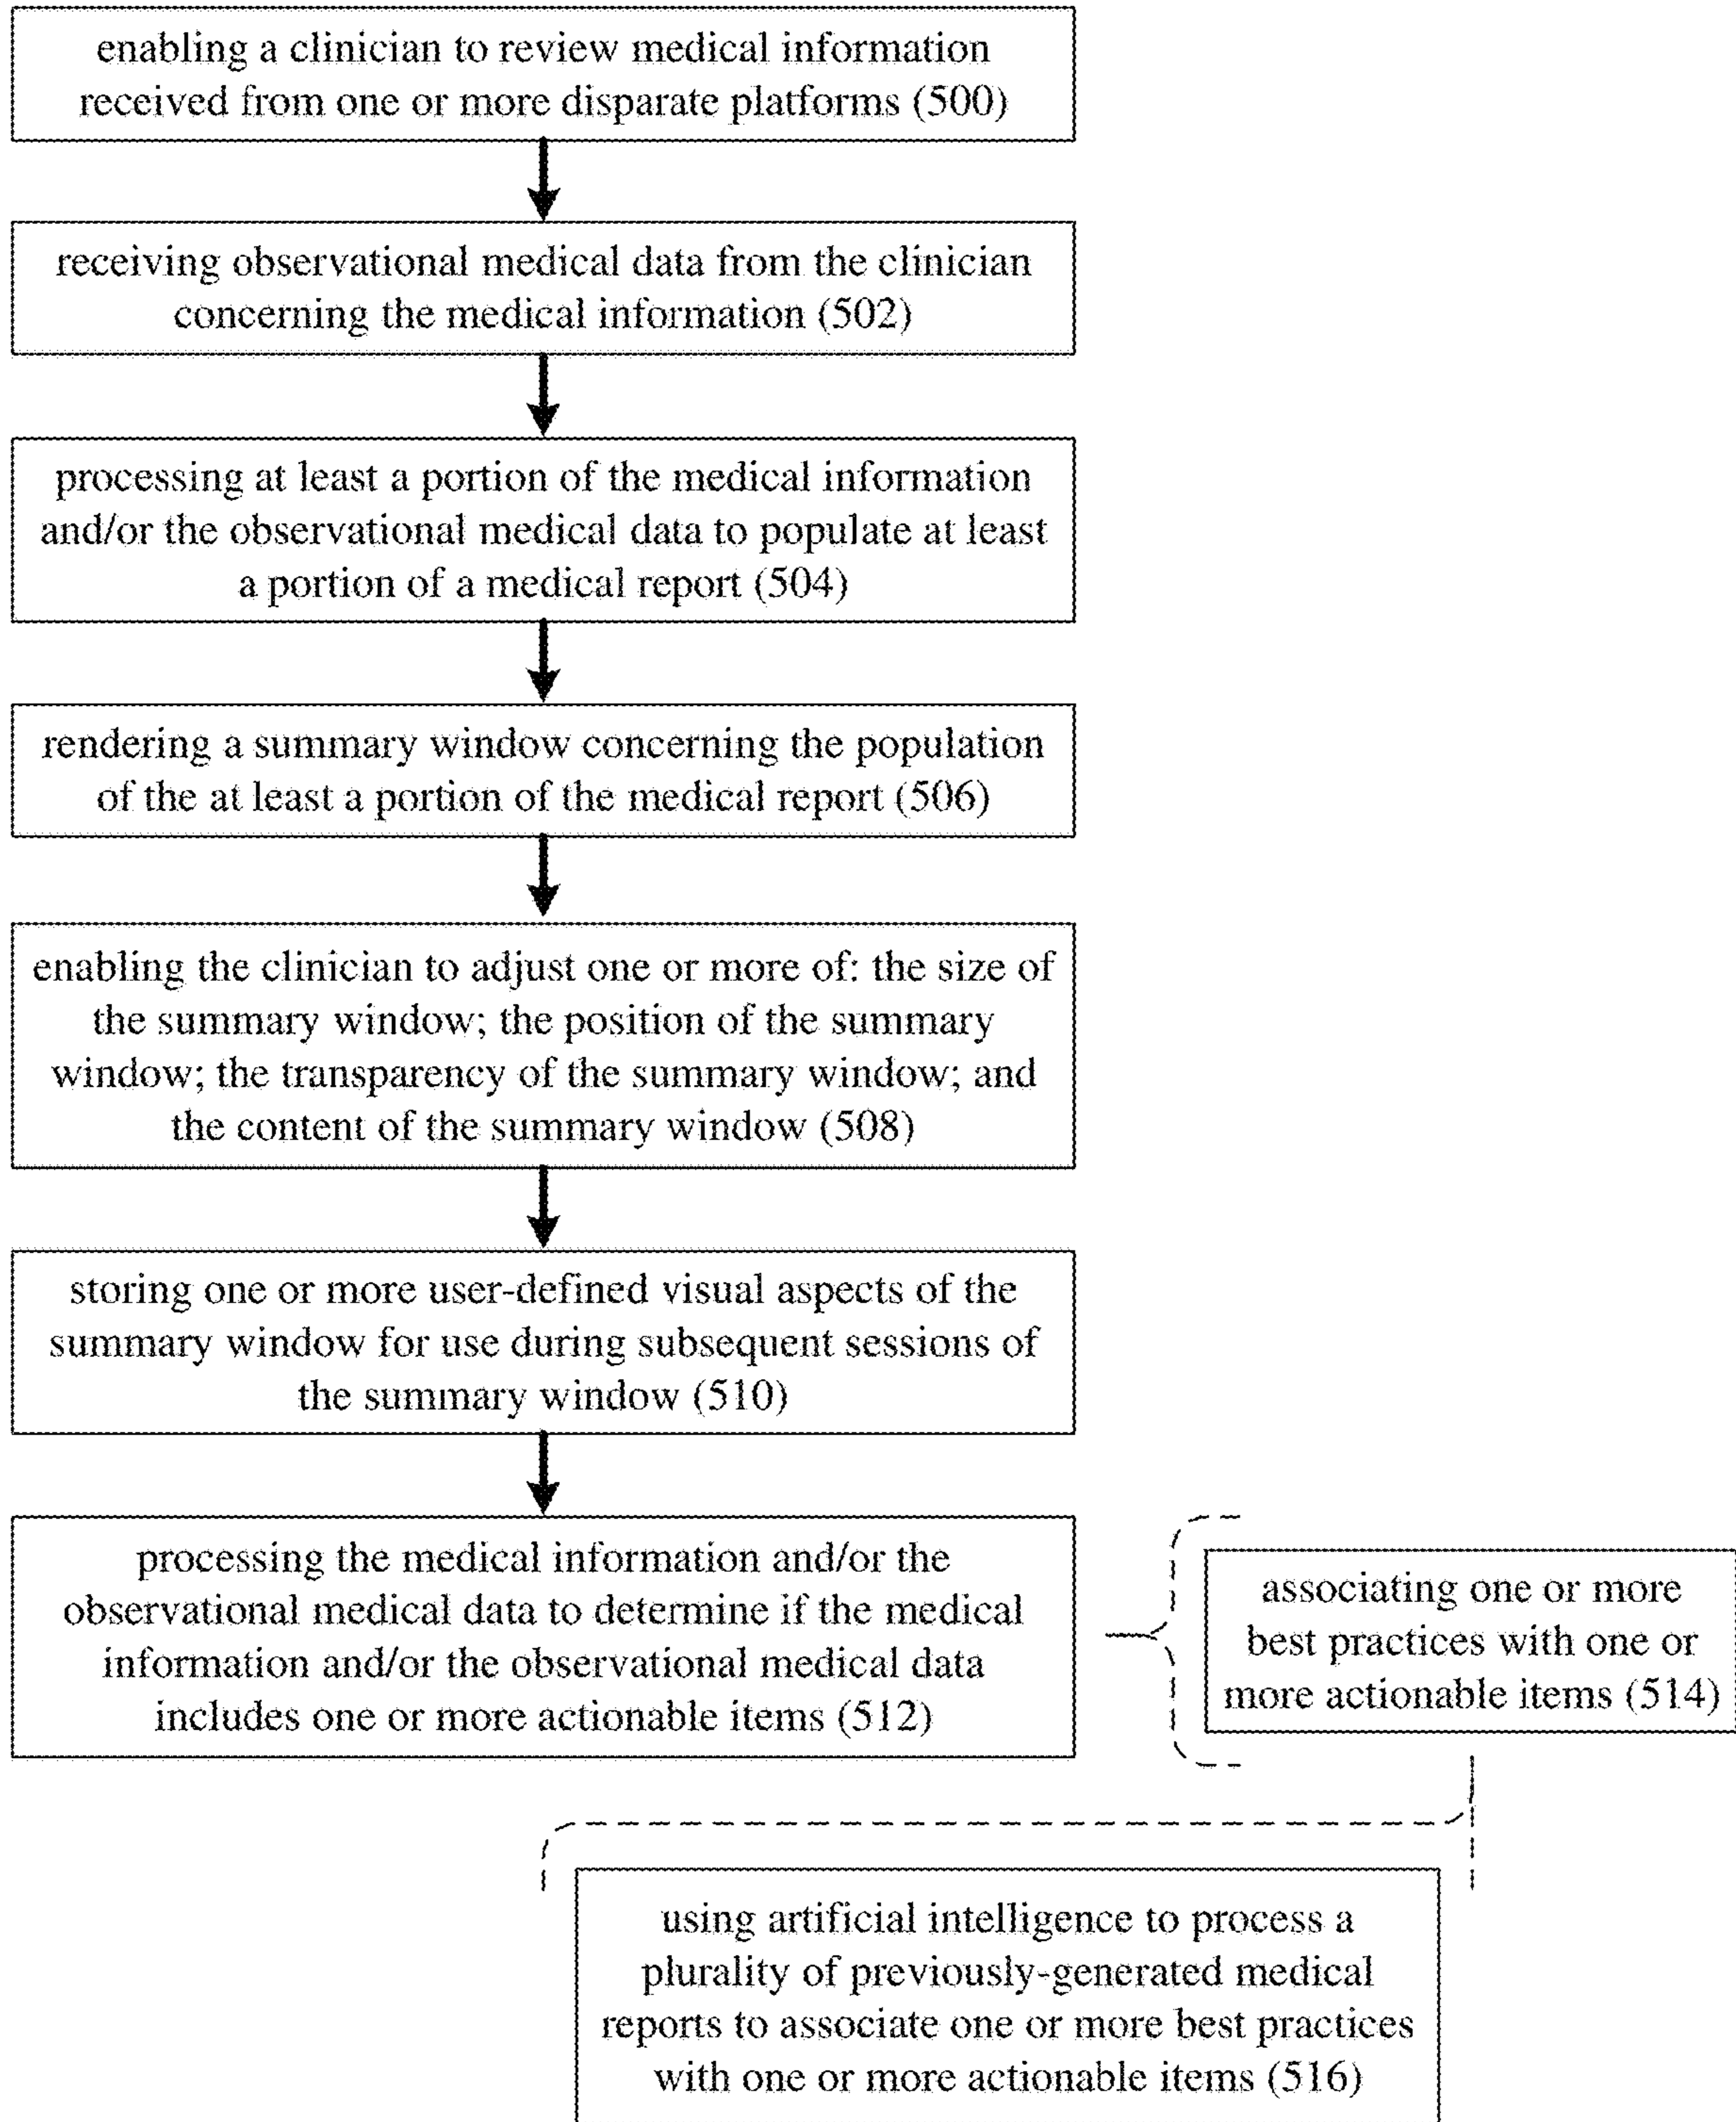 enabling a clinician to review medical information
received from one or more disparate platforms (500)
receiving observational medical data from the clinician
concerning the medical information (502)
processing at least a portion of the medical information
and/or the observational medical data to populate at least
a portion of a medical report (504)
rendering a summary window concerning the population
of the at least a portion of the medical report (506)
enabling the clinician to adjust one or more of: the size of
the summary window; the position of the summary
window; the transparency of the summary window; and
the content of the summary window (508)
storing one or more user-defined visual aspects of the
summary window for use during subsequent sessions of
the summary window (510)
processing the medical information and/or the
observational medical data to determine if the medical
information and/or the observational medical data
includes one or more actionable items (512)
associating one or more
best practices with one or
more actionable items (514)
using artificial intelligence to process a
plurality of previously-generated medical
reports to associate one or more best practices
with one or more actionable items (516)